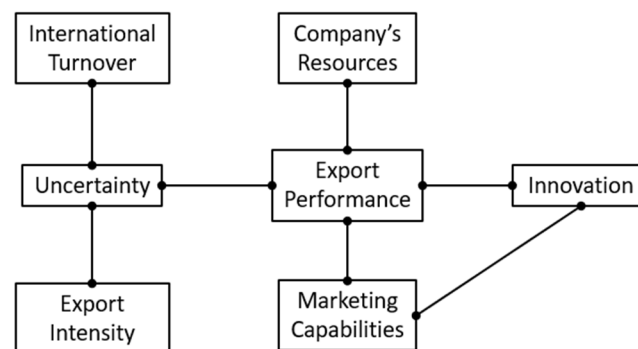 International
Turnover
Company's
Resources
Uncertainty
Export
Performance
Innovation
Export
Intensity
Marketing
Capabilities